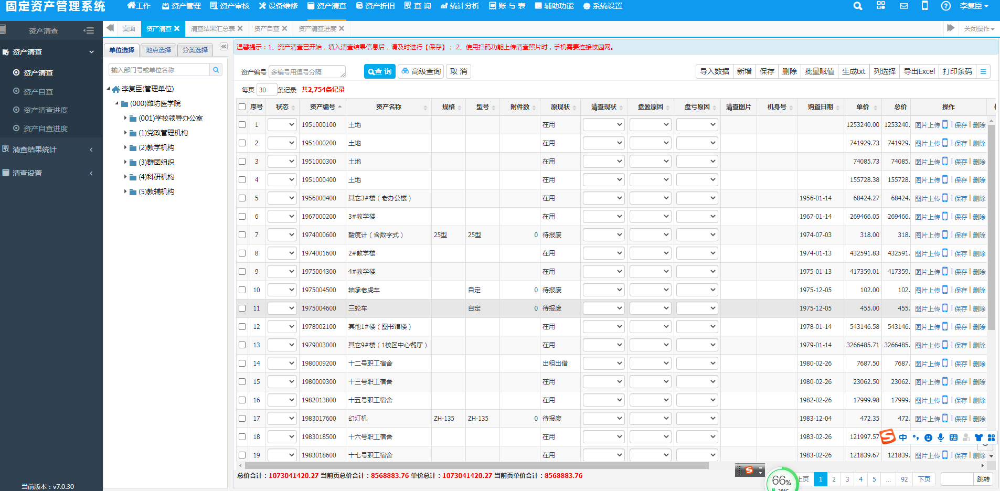 固定资产管理系统
工作 资产管理 资产审核 设备维修 资产清查 资产折旧 查 询 统计分析 账 与 表 辅助功能 系统设置 李复臣
资产清查
桌面 资产清查 清查结果汇总表 资产自查 资产清查进度 关闭操作
资产清查
资产清查
资产自查
资产清查进度
资产自查进度
清查结果统计
清查设置
当前版本：v7.0.30
单位选择 地点选择 分类选择
输入部门号或单位名称
李复臣(管理单位)
(000)潍坊医学院
(001)学校领导办公室
(1)党政管理机构
(2)教学机构
(3)群团组织
(4)科研机构
(5)教辅机构
温馨提示：1、资产清查已开始，填入清查结果信息后，请及时进行【保存】； 2、使用扫码功能上传清查照片时，手机需要连接校园网。
资产编号 多编号用逗号分隔 查 询 高级查询 取 消 导入数据 新增 保存 删除 批量赋值 生成txt 列选择 导出Excel 打印条码
每页 30 条记录 共2,754条记录
序号 状态 资产编号 资产名称 规格 型号 附件数 原现状 清查现状 盘盈原因 盘亏原因 清查图片 机身号 购置日期 单价 总价 操作
1 1951000100 土地 在用 1253240.00 1253240. 图片上传 | 保存 | 删除
2 1951000200 土地 在用 741929.73 741929. 图片上传 | 保存 | 删除
3 1951000300 土地 在用 74085.73 74085. 图片上传 | 保存 | 删除
4 1951000400 土地 在用 155728.38 155728. 图片上传 | 保存 | 删除
5 1956000400 其它3#楼（老办公楼） 在用 1956-01-14 68424.27 68424. 图片上传 | 保存 | 删除
6 1967000200 3#教学楼 在用 1967-01-14 269466.05 269466. 图片上传 | 保存 | 删除
7 1974000600 酸度计（含数字式） 25型 25型 0 待报废 1974-07-03 318.00 318. 图片上传 | 保存 | 删除
8 1974001600 2#教学楼 在用 1974-01-13 432591.83 432591. 图片上传 | 保存 | 删除
9 1975004300 4#教学楼 在用 1975-01-13 417359.01 417359. 图片上传 | 保存 | 删除
10 1975004500 轴承老虎车 自定 0 待报废 1975-12-05 102.00 102. 图片上传 | 保存 | 删除
11 1975004600 三轮车 自定 0 待报废 1975-12-05 455.00 455. 图片上传 | 保存 | 删除
12 1978002100 其他1#楼（图书馆楼） 在用 1978-01-14 543146.58 543146. 图片上传 | 保存 | 删除
13 1979003000 其它9#楼（1校区中心餐厅） 在用 1979-01-14 3266485.71 3266485. 图片上传 | 保存 | 删除
14 1980009200 十二号职工宿舍 出租出借 1980-02-26 7687.50 7687. 图片上传 | 保存 | 删除
15 1980009300 十三号职工宿舍 在用 1980-02-26 23062.50 23062. 图片上传 | 保存 | 删除
16 1982013800 十五号职工宿舍 在用 1982-02-26 17999.98 17999. 图片上传 | 保存 | 删除
17 1983017600 幻灯机 ZH-135 ZH-135 0 待报废 1983-12-04 472.35 472. 图片上传 | 保存 | 删除
18 1983018500 十六号职工宿舍 在用 1983-02-26 121997.57 中
19 1983018600 十七号职工宿舍 在用 1983-02-26 121839.67 121839. 图片上传 | 保存 | 删除
总价合计：1073041420.27 当前页总价合计：8568883.76 单价总计：1073041420.27 当前页单价合计：8568883.76
66% 上页 1 2 3 4 5 ... 92 下页 跳转